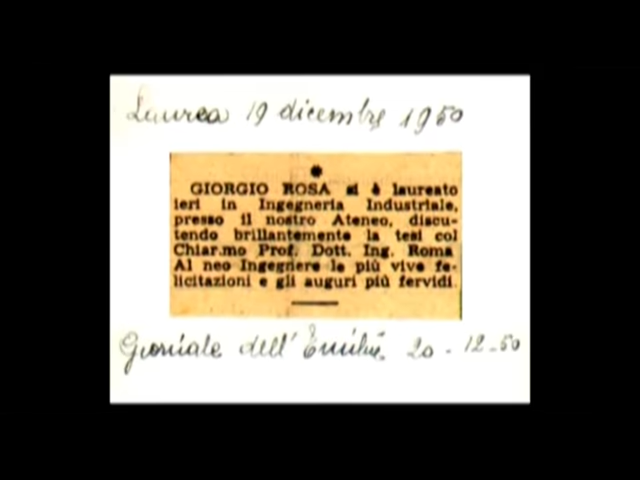 Laurea 19 dicembre 1950
GIORGIO ROSA si è laureato
ieri in Ingegneria Industriale,
presso il nostro Ateneo, discu-
tendo brillantemente la tesi col
Chiar.mo Prof. Dott. Ing. Roma
Al neo Ingegnere le più vive fe-
licitazioni e gli auguri più fervidi.
Giornale dell'Emilia 20-12-50